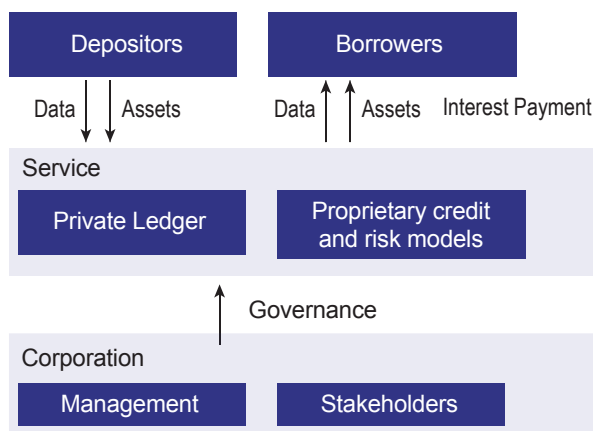 Depositors
Borrowers
Data
Assets
Data
Assets
Interest Payment
Service
Private Ledger
Proprietary credit
and risk models
Governance
Corporation
Management
Stakeholders